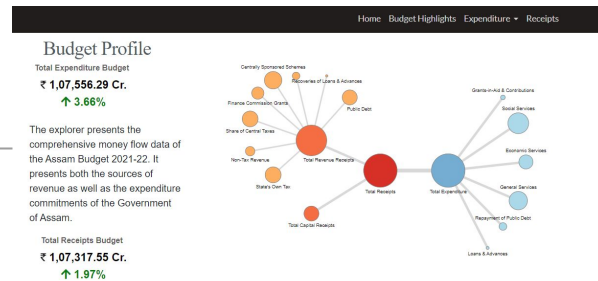 Home Budget Highlights Expenditure Receipts
Budget Profile
Total Expenditure Budget
₹ 1,07,556.29 Cr.
↑ 3.66%
The explorer presents the
comprehensive money flow data of
the Assam Budget 2021-22. It
presents both the sources of
revenue as well as the expenditure
commitments of the Government
of Assam.
Total Receipts Budget
₹ 1,07,317.55 Cr.
↑ 1.97%
Centrally Sponsored Schemes
Recoveries of Loans & Advances
Finance Commission Grants
Public Debt
Share of Central Taxes
Non-Tax Revenue
Total Revenue Receipts
State's Own Tax
Total Capital Receipts
Total Receipts
Total Expenditure
Grants-in-Aid & Contributions
Social Services
Economic Services
General Services
Repayment of Public Debt
Loans & Advances